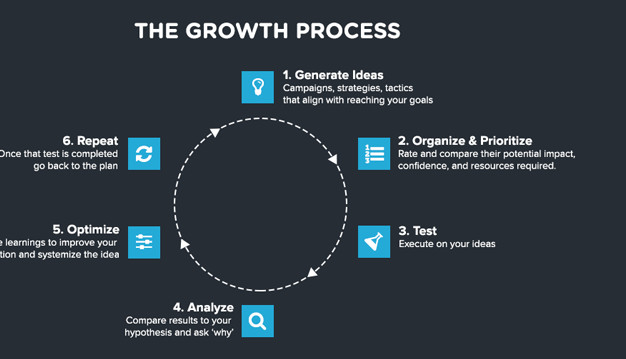 THE GROWTH PROCESS
1. Generate Ideas
Campaigns, strategies, tactics
that align with reaching your goals
2. Organize & Prioritize
Rate and compare their potential impact,
confidence, and resources required.
3. Test
Execute on your ideas
4. Analyze
Compare results to your
hypothesis and ask 'why'
5. Optimize
learnings to improve your
and systemize the idea
6. Repeat
Once that test is completed
go back to the plan